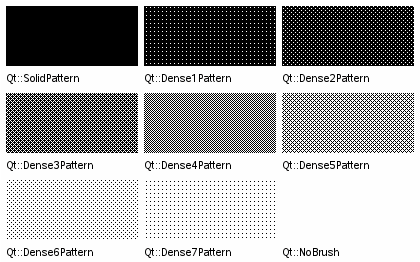 Qt::SolidPattern
Qt::Dense1Pattern
Qt::Dense2Pattern
Qt::Dense3Pattern
Qt::Dense4Pattern
Qt::Dense5Pattern
Qt::Dense6Pattern
Qt::Dense7Pattern
Qt::NoBrush